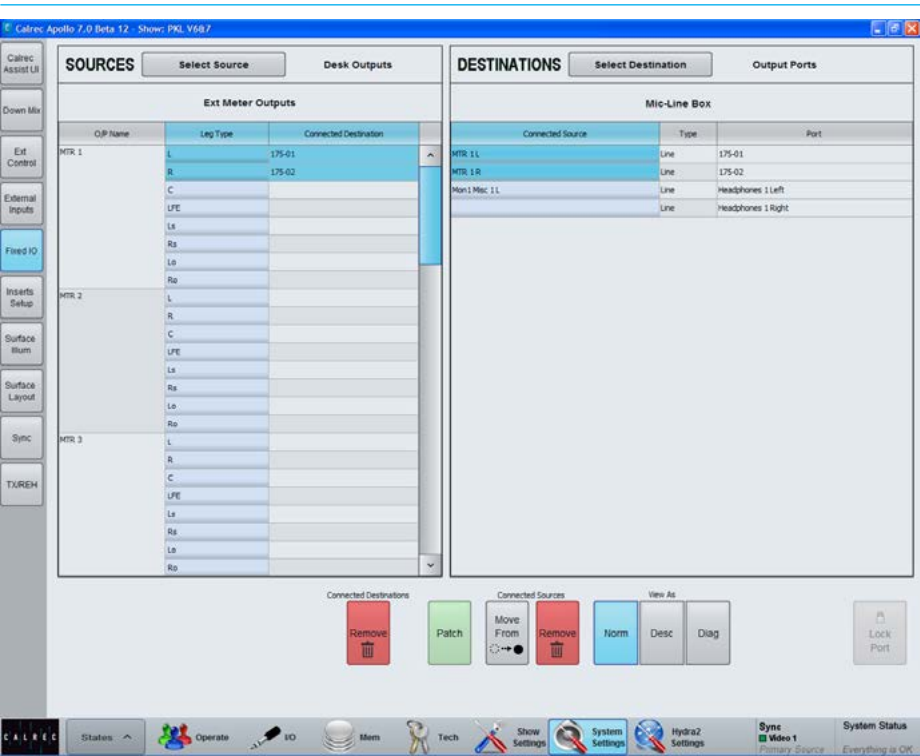 Calrec Apollo 7.0 Beta 12 - Show: PKL V6&7
Calrec
Assist UI
Down Mix
Ext
Control
External
Inputs
Fixed IO
Inserts
Setup
Surface
Illum
Surface
Layout
Sync
TX/REH
SOURCES Select Source Desk Outputs
Ext Meter Outputs
O/P Name Leg Type Connected Destination
MTR 1 L 175-01
R 175-02
C
LFE
Ls
Rs
Lo
Ro
MTR 2 L
R
C
LFE
Ls
Rs
Lo
Ro
MTR 3 L
R
C
LFE
Ls
Rs
Lo
Ro
DESTINATIONS Select Destination Output Ports
Mic-Line Box
Connected Source Type Port
MTR 1 L Line 175-01
MTR 1 R Line 175-02
Mon1 Misc 1 L Line Headphones 1 Left
Line Headphones 1 Right
Connected Destinations
Remove
Patch
Connected Sources
Move
From
Remove
View As
Norm Desc Diag
Lock
Port
CALREC
States
Operate
I/O
Mem
Tech
Show
Settings
System
Settings
Hydra2
Settings
Sync
Video 1
Primary Source
System Status
Everything is OK